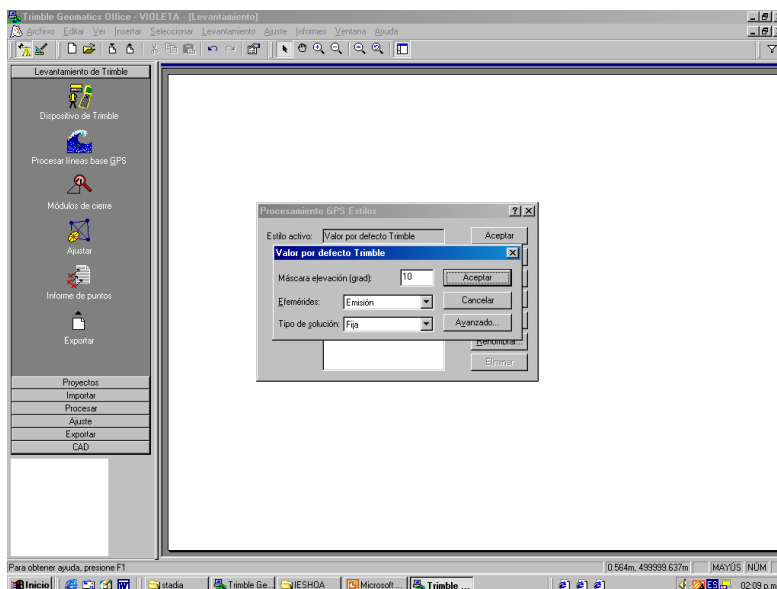 Trimble Geomatics Office - VIOLETA - [Levantamiento]
Archivo Editar Ver Insertar Seleccionar Levantamiento Ajuste Informes Ventana Ayuda
Levantamiento de Trimble
Dispositivo de Trimble
Procesar líneas base GPS
Módulos de cierre
Ajustar
Informe de puntos
Exportar
Proyectos
Importar
Procesar
Ajuste
Exportar
CAD
Procesamiento GPS Estilos
Estilo activo: Valor por defecto Trimble Aceptar
Valor por defecto Trimble
Máscara elevación (grad): 10 Aceptar
Efemérides: Emisión Cancelar
Tipo de solución: Fija Avanzado...
Renombrar...
Eliminar
Para obtener ayuda, presione F1 0.564m, 499999.637m MAYÚS NÚM
Inicio stadia Trimble Ge... IESHOA Microsoft ... Trimble ... ES 02:09 p.m.